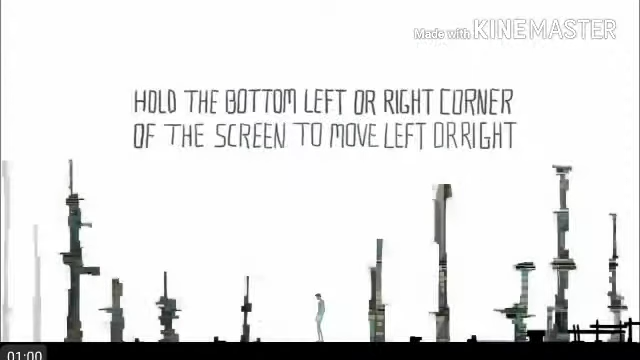 Made with KINEMASTER
HOLD THE BOTTOM LEFT OR RIGHT CORNER
OF THE SCREEN TO MOVE LEFT OR RIGHT
01:00